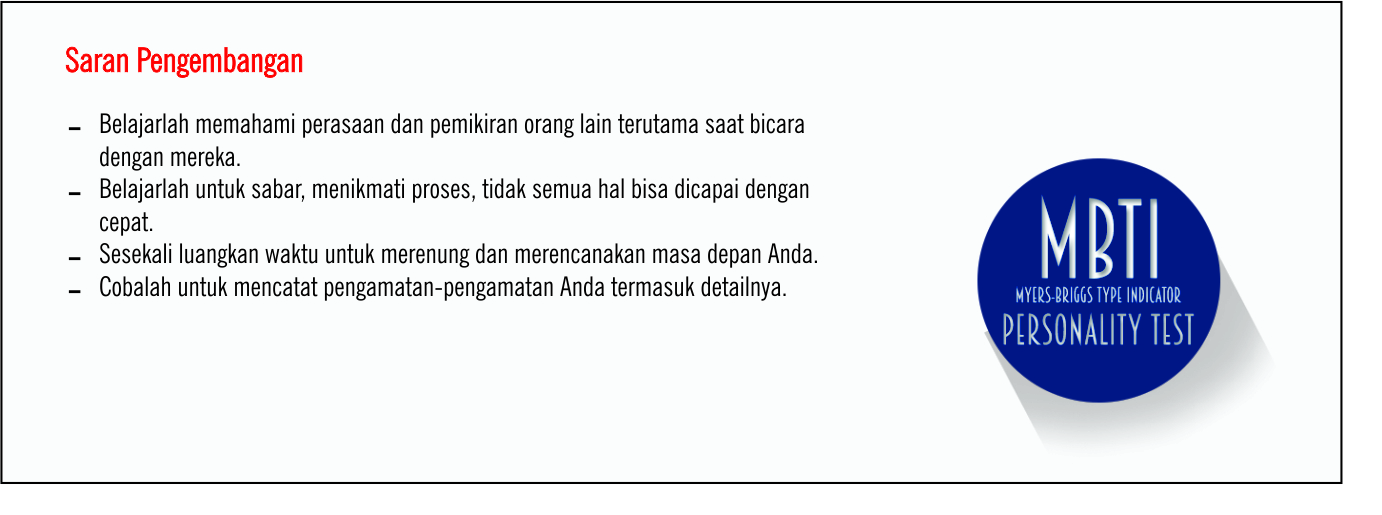 Saran Pengembangan
- Belajarlah memahami perasaan dan pemikiran orang lain terutama saat bicara
dengan mereka.
- Belajarlah untuk sabar, menikmati proses, tidak semua hal bisa dicapai dengan
cepat.
- Sesekali luangkan waktu untuk merenung dan merencanakan masa depan Anda.
- Cobalah untuk mencatat pengamatan-pengamatan Anda termasuk detailnya.
MBTI
MYERS-BRIGGS TYPE INDICATOR
PERSONALITY TEST